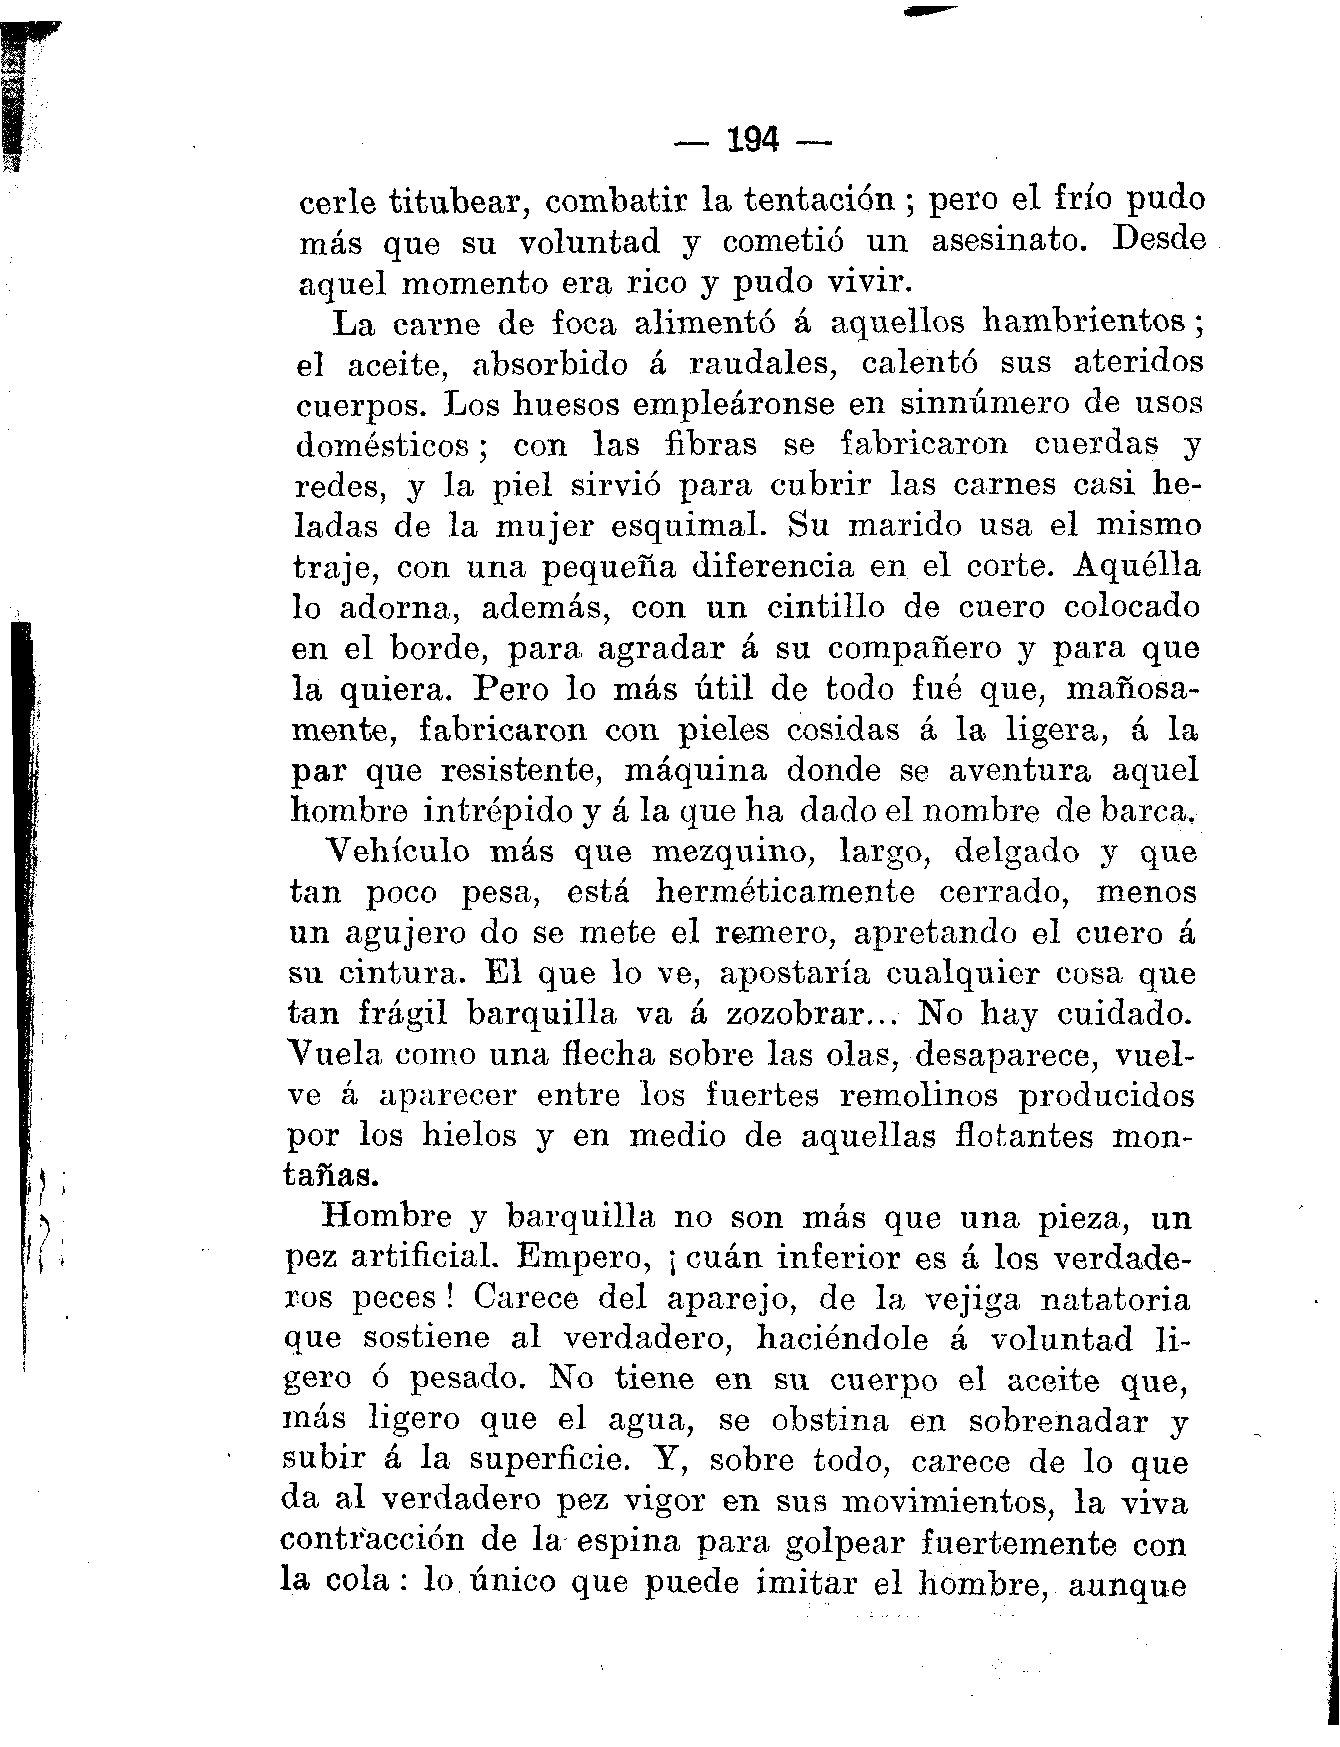 — 194 —
cerle titubear, combatir la tentación ; pero el frío pudo
más que su voluntad y cometió un asesinato. Desde
aquel momento era rico y pudo vivir.
La carne de foca alimentó á aquellos hambrientos ;
el aceite, absorbido á raudales, calentó sus ateridos
cuerpos. Los huesos empleáronse en sinnúmero de usos
domésticos ; con las fibras se fabricaron cuerdas y
redes, y la piel sirvió para cubrir las carnes casi he-
ladas de la mujer esquimal. Su marido usa el mismo
traje, con una pequeña diferencia en el corte. Aquélla
lo adorna, además, con un cintillo de cuero colocado
en el borde, para agradar á su compañero y para que
la quiera. Pero lo más útil de todo fué que, mañosa-
mente, fabricaron con pieles cosidas á la ligera, á la
par que resistente, máquina donde se aventura aquel
hombre intrépido y á la que ha dado el nombre de barca.
Vehículo más que mezquino, largo, delgado y que
tan poco pesa, está herméticamente cerrado, menos
un agujero do se mete el remero, apretando el cuero á
su cintura. El que lo ve, apostaría cualquier cosa que
tan frágil barquilla va á zozobrar... No hay cuidado.
Vuela como una flecha sobre las olas, desaparece, vuel-
ve á aparecer entre los fuertes remolinos producidos
por los hielos y en medio de aquellas flotantes mon-
tañas.
Hombre y barquilla no son más que una pieza, un
pez artificial. Empero, ¡ cuán inferior es á los verdade-
ros peces ! Carece del aparejo, de la vejiga natatoria
que sostiene al verdadero, haciéndole á voluntad li-
gero ó pesado. No tiene en su cuerpo el aceite que,
más ligero que el agua, se obstina en sobrenadar y
subir á la superficie. Y, sobre todo, carece de lo que
da al verdadero pez vigor en sus movimientos, la viva
contracción de la espina para golpear fuertemente con
la cola : lo único que puede imitar el hombre, aunque